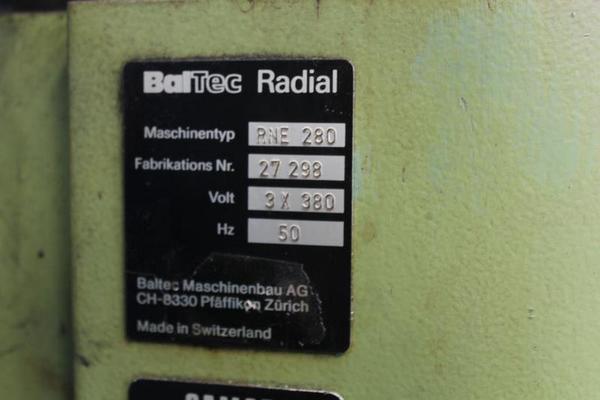 BalTec Radial
Maschinentyp RNE 280
Fabrikations Nr. 27 298
Volt 3 X 380
Hz 50
Baltec Maschinenbau AG
CH-8330 Pfäffikon Zürich
Made in Switzerland